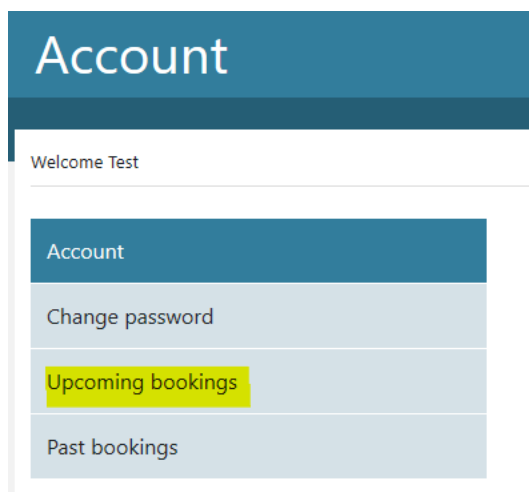 Account
Welcome Test
Account
Change password
Upcoming bookings
Past bookings